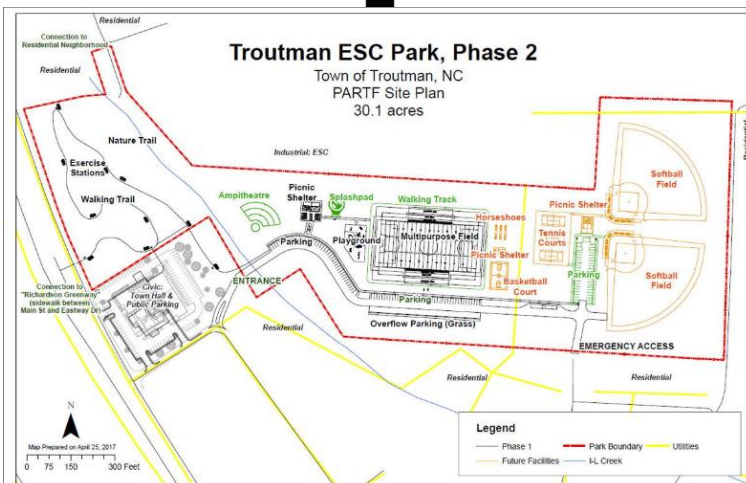 Residential
Connection to
Residential Neighborhood
Residential
Troutman ESC Park, Phase 2
Town of Troutman, NC
PARTF Site Plan
30.1 acres
Nature Trail
Industrial: ESC
Exercise
Stations
Walking Trail
Ampitheatre
Picnic
Shelter
Splashpad
Walking Track
Horseshoes
Picnic Shelter
Softball
Field
Residential
Parking
Playground
Multipurpose Field
Tennis
Courts
Picnic Shelter
Parking
Basketball
Court
Softball
Field
ENTRANCE
Parking
Connection to
"Richardson Greenway"
(sidewalk between
Main St and Eastway Dr)
Civic:
Town Hall &
Public Parking
Residential
Overflow Parking (Grass)
EMERGENCY ACCESS
Residential
Residential
N
Map Prepared on April 25, 2017
0 75 150 300 Feet
Legend
Phase 1
Park Boundary
Utilities
Future Facilities
I-L Creek